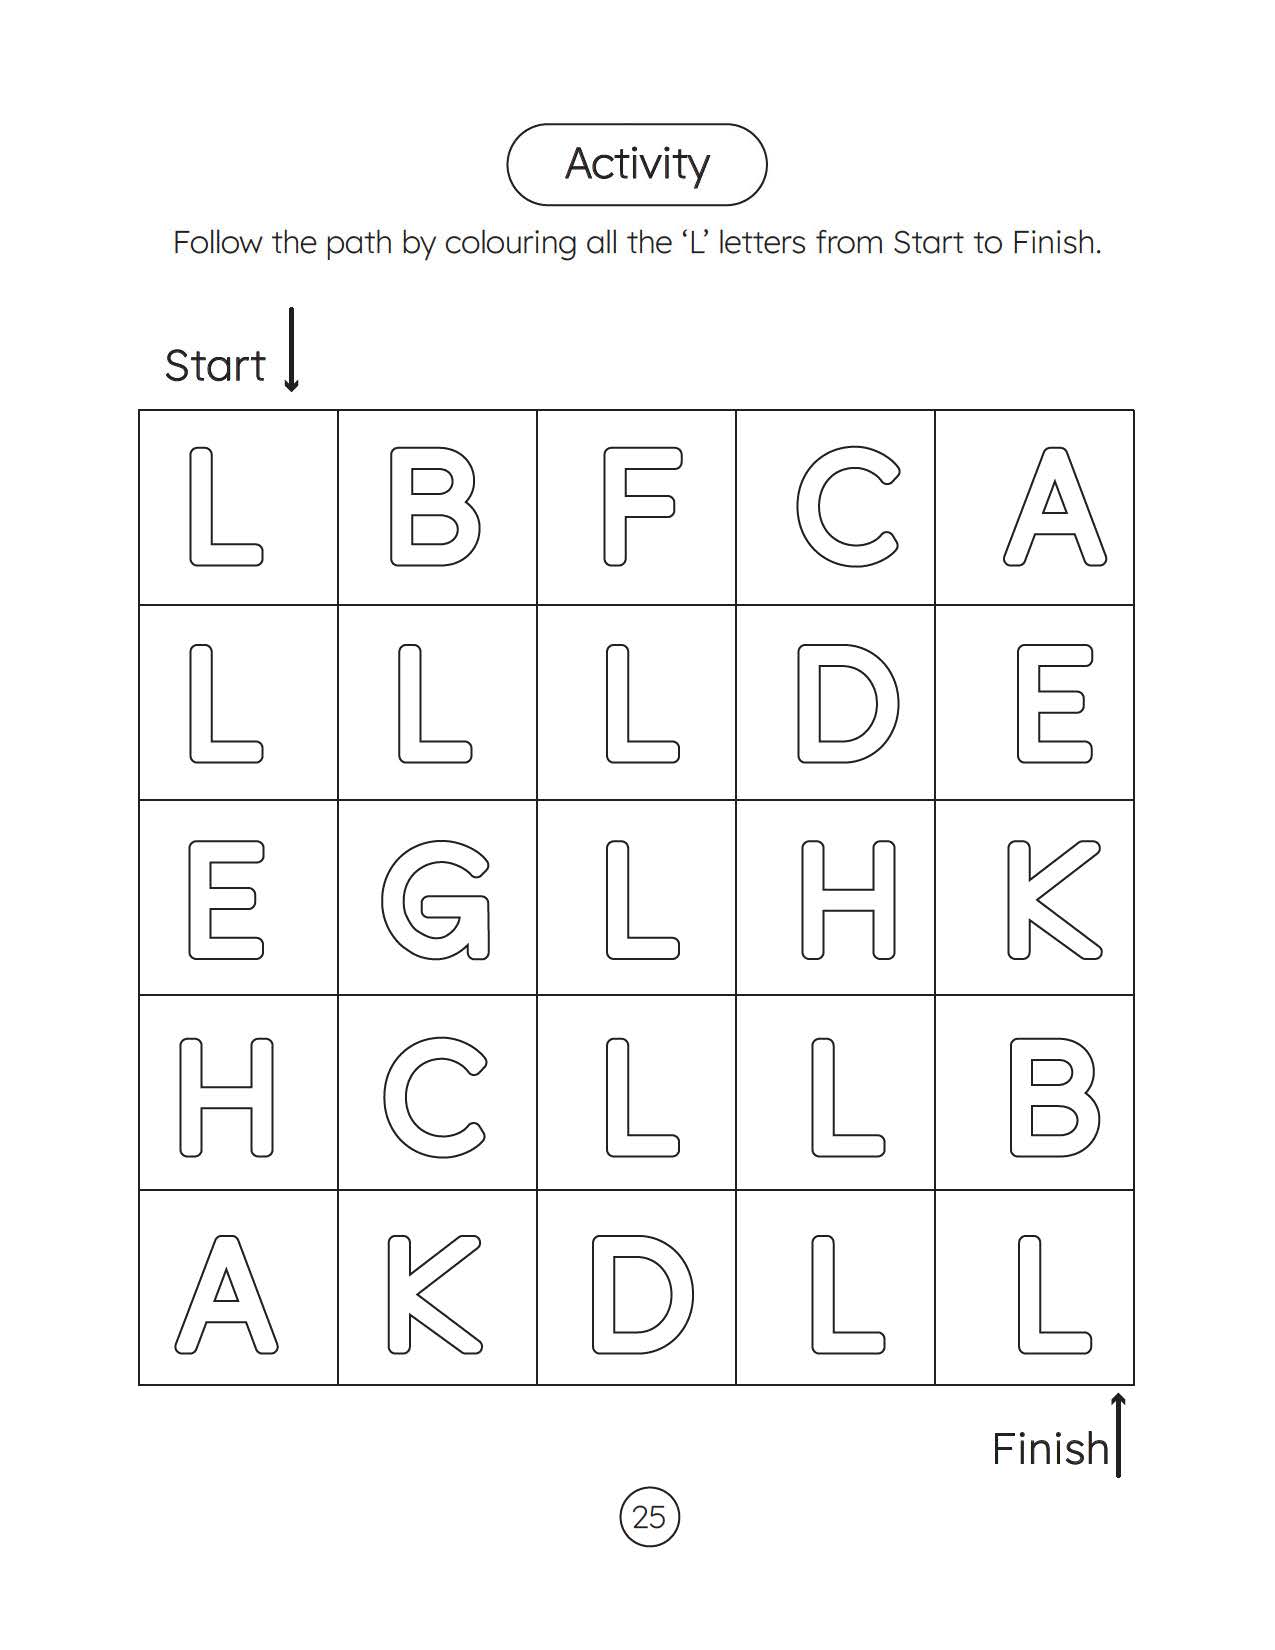 Activity
Follow the path by colouring all the ‘L’ letters from Start to Finish.
Start
L B F C A
L L L D E
E G L H K
H C L L B
A K D L L
Finish
25